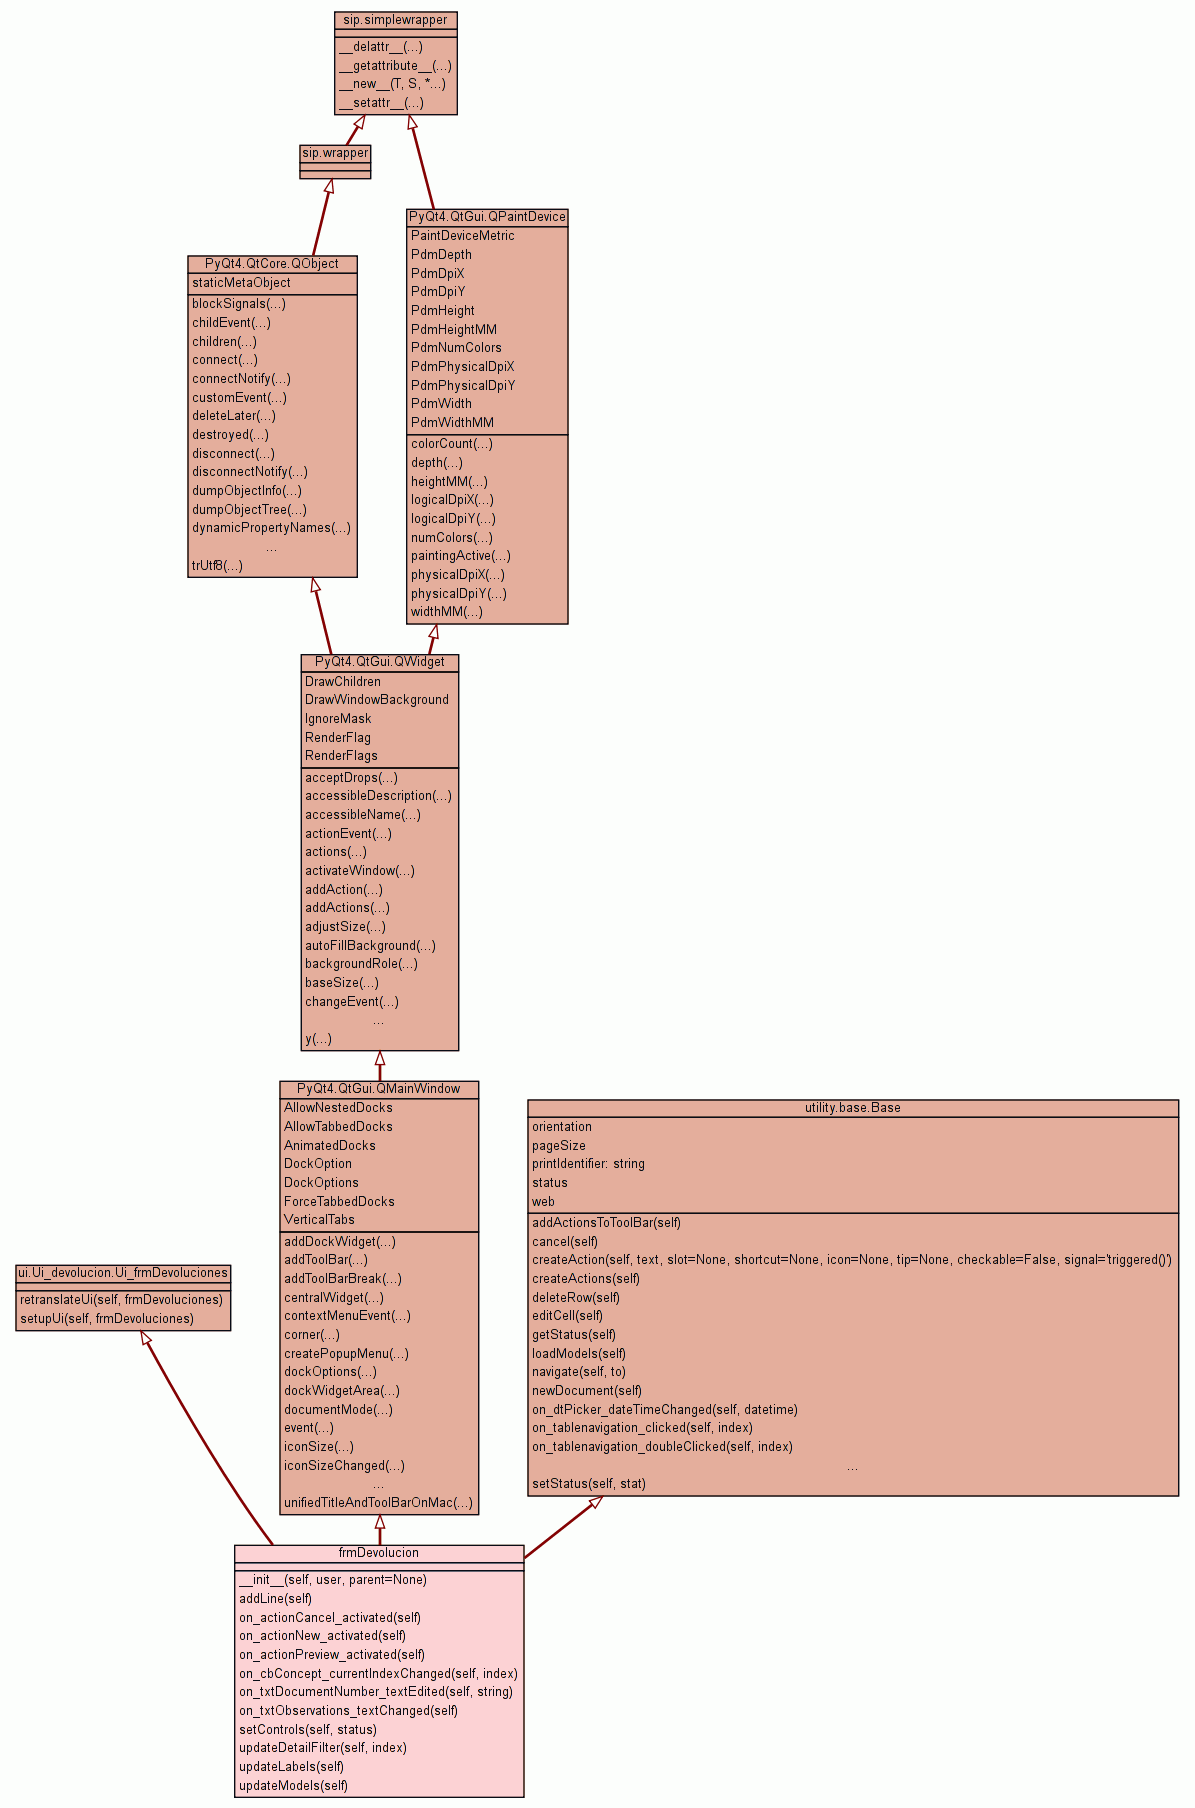 sip.simplewrapper
__delattr__(...)
__getattribute__(...)
__new__(T, S, *...)
__setattr__(...)
sip.wrapper
PyQt4.QtGui.QPaintDevice
PaintDeviceMetric
PdmDepth
PdmDpiX
PdmDpiY
PdmHeight
PdmHeightMM
PdmNumColors
PdmPhysicalDpiX
PdmPhysicalDpiY
PdmWidth
PdmWidthMM
colorCount(...)
depth(...)
heightMM(...)
logicalDpiX(...)
logicalDpiY(...)
numColors(...)
paintingActive(...)
physicalDpiX(...)
physicalDpiY(...)
widthMM(...)
PyQt4.QtCore.QObject
staticMetaObject
blockSignals(...)
childEvent(...)
children(...)
connect(...)
connectNotify(...)
customEvent(...)
deleteLater(...)
destroyed(...)
disconnect(...)
disconnectNotify(...)
dumpObjectInfo(...)
dumpObjectTree(...)
dynamicPropertyNames(...)
...
trUtf8(...)
PyQt4.QtGui.QWidget
DrawChildren
DrawWindowBackground
IgnoreMask
RenderFlag
RenderFlags
acceptDrops(...)
accessibleDescription(...)
accessibleName(...)
actionEvent(...)
actions(...)
activateWindow(...)
addAction(...)
addActions(...)
adjustSize(...)
autoFillBackground(...)
backgroundRole(...)
baseSize(...)
changeEvent(...)
...
y(...)
PyQt4.QtGui.QMainWindow
AllowNestedDocks
AllowTabbedDocks
AnimatedDocks
DockOption
DockOptions
ForceTabbedDocks
VerticalTabs
addDockWidget(...)
addToolBar(...)
addToolBarBreak(...)
centralWidget(...)
contextMenuEvent(...)
corner(...)
createPopupMenu(...)
dockOptions(...)
dockWidgetArea(...)
documentMode(...)
event(...)
iconSize(...)
iconSizeChanged(...)
...
unifiedTitleAndToolBarOnMac(...)
utility.base.Base
orientation
pageSize
printIdentifier: string
status
web
addActionsToToolBar(self)
cancel(self)
createAction(self, text, slot=None, shortcut=None, icon=None, tip=None, checkable=False, signal='triggered()')
createActions(self)
deleteRow(self)
editCell(self)
getStatus(self)
loadModels(self)
navigate(self, to)
newDocument(self)
on_dtPicker_dateTimeChanged(self, datetime)
on_tablenavigation_clicked(self, index)
on_tablenavigation_doubleClicked(self, index)
...
setStatus(self, stat)
ui.Ui_devolucion.Ui_frmDevoluciones
retranslateUi(self, frmDevoluciones)
setupUi(self, frmDevoluciones)
frmDevolucion
__init__(self, user, parent=None)
addLine(self)
on_actionCancel_activated(self)
on_actionNew_activated(self)
on_actionPreview_activated(self)
on_cbConcept_currentIndexChanged(self, index)
on_txtDocumentNumber_textEdited(self, string)
on_txtObservations_textChanged(self)
setControls(self, status)
updateDetailFilter(self, index)
updateLabels(self)
updateModels(self)